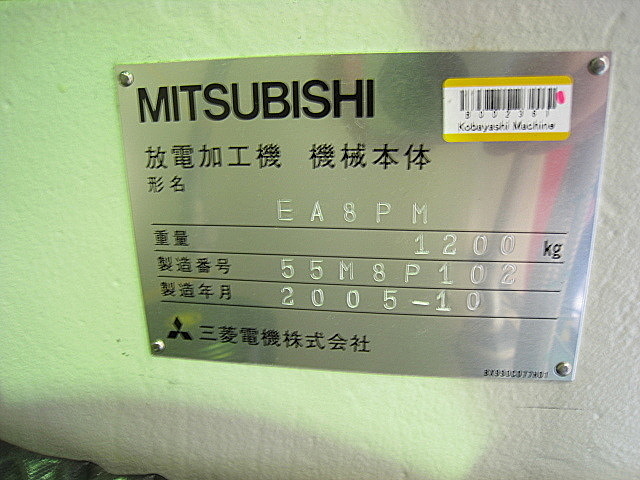 MITSUBISHI
8002361
Kobayashi Machine
放電加工機 機械本体
形名
EA8PM
重量 1200 kg
製造番号 55M8P102
製造年月 2005-10
三菱電機株式会社